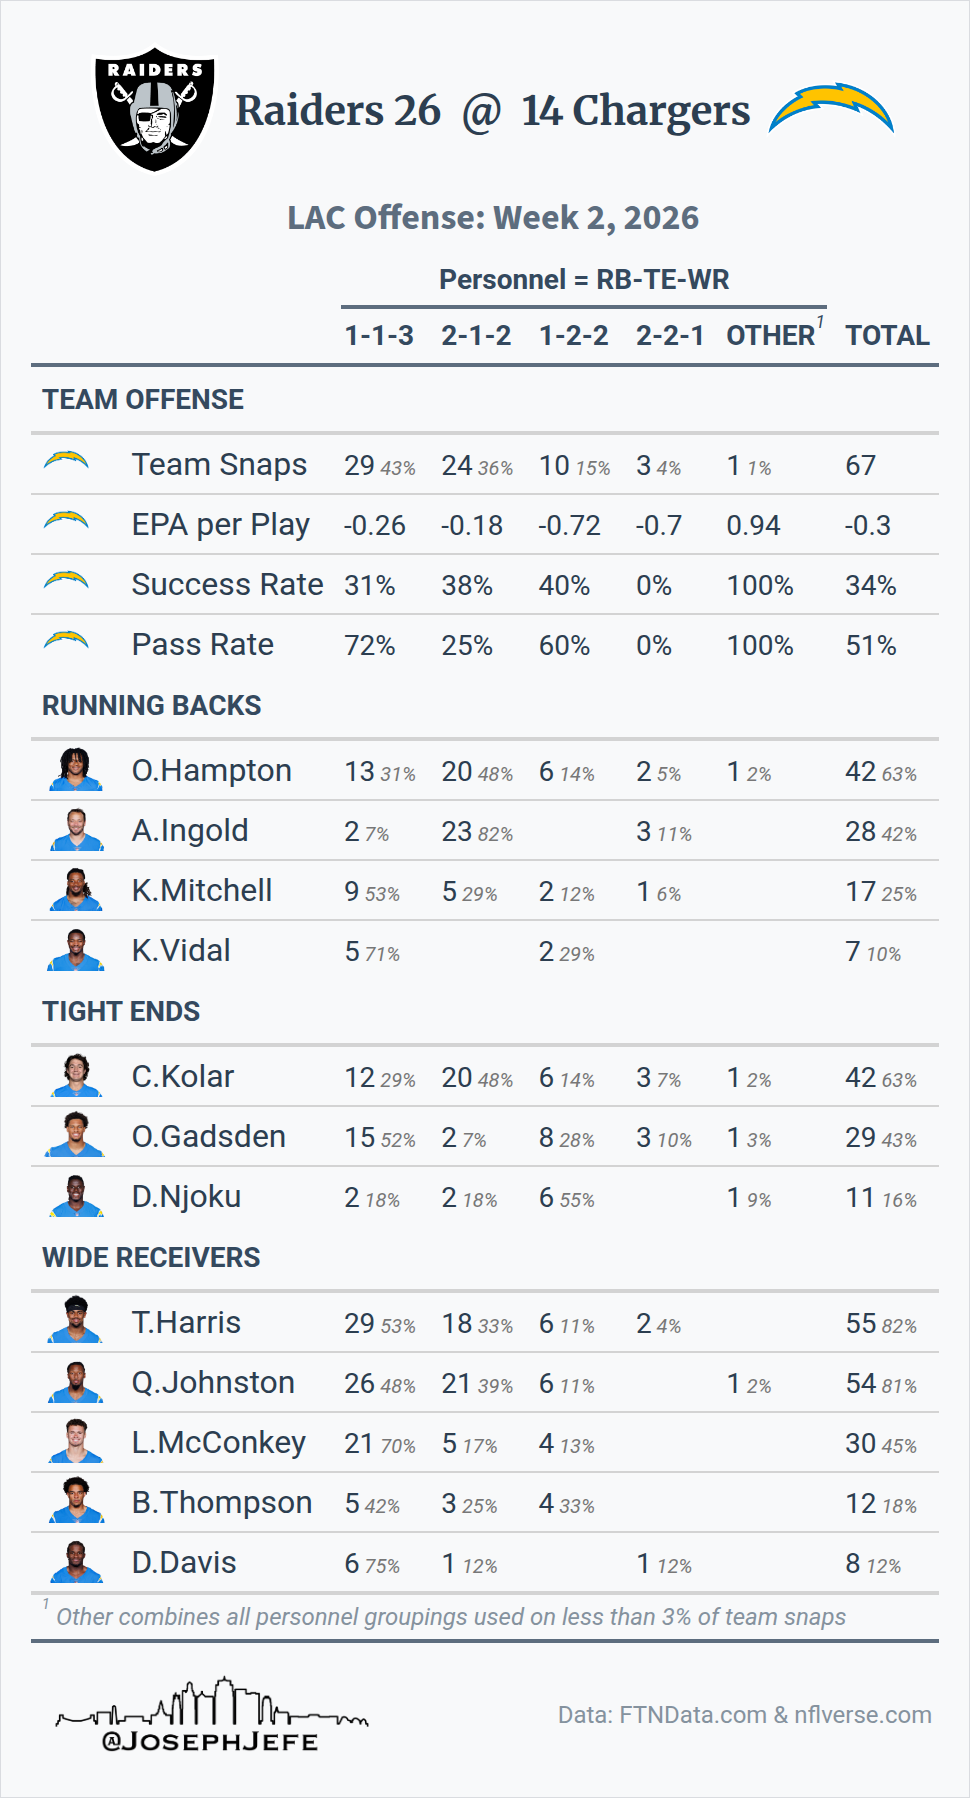 RAIDERS
Raiders 26 @ 14 Chargers
LAC Offense: Week 2, 2026
Personnel = RB-TE-WR
1-1-3 2-1-2 1-2-2 2-2-1 OTHER1 TOTAL
TEAM OFFENSE
Team Snaps 29 43% 24 36% 10 15% 3 4% 1 1% 67
EPA per Play -0.26 -0.18 -0.72 -0.7 0.94 -0.3
Success Rate 31% 38% 40% 0% 100% 34%
Pass Rate 72% 25% 60% 0% 100% 51%
RUNNING BACKS
O.Hampton 13 31% 20 48% 6 14% 2 5% 1 2% 42 63%
A.Ingold 2 7% 23 82% 3 11% 28 42%
K.Mitchell 9 53% 5 29% 2 12% 1 6% 17 25%
K.Vidal 5 71% 2 29% 7 10%
TIGHT ENDS
C.Kolar 12 29% 20 48% 6 14% 3 7% 1 2% 42 63%
O.Gadsden 15 52% 2 7% 8 28% 3 10% 1 3% 29 43%
D.Njoku 2 18% 2 18% 6 55% 1 9% 11 16%
WIDE RECEIVERS
T.Harris 29 53% 18 33% 6 11% 2 4% 55 82%
Q.Johnston 26 48% 21 39% 6 11% 1 2% 54 81%
L.McConkey 21 70% 5 17% 4 13% 30 45%
B.Thompson 5 42% 3 25% 4 33% 12 18%
D.Davis 6 75% 1 12% 1 12% 8 12%
1 Other combines all personnel groupings used on less than 3% of team snaps
@JosephJefe
Data: FTNData.com & nflverse.com